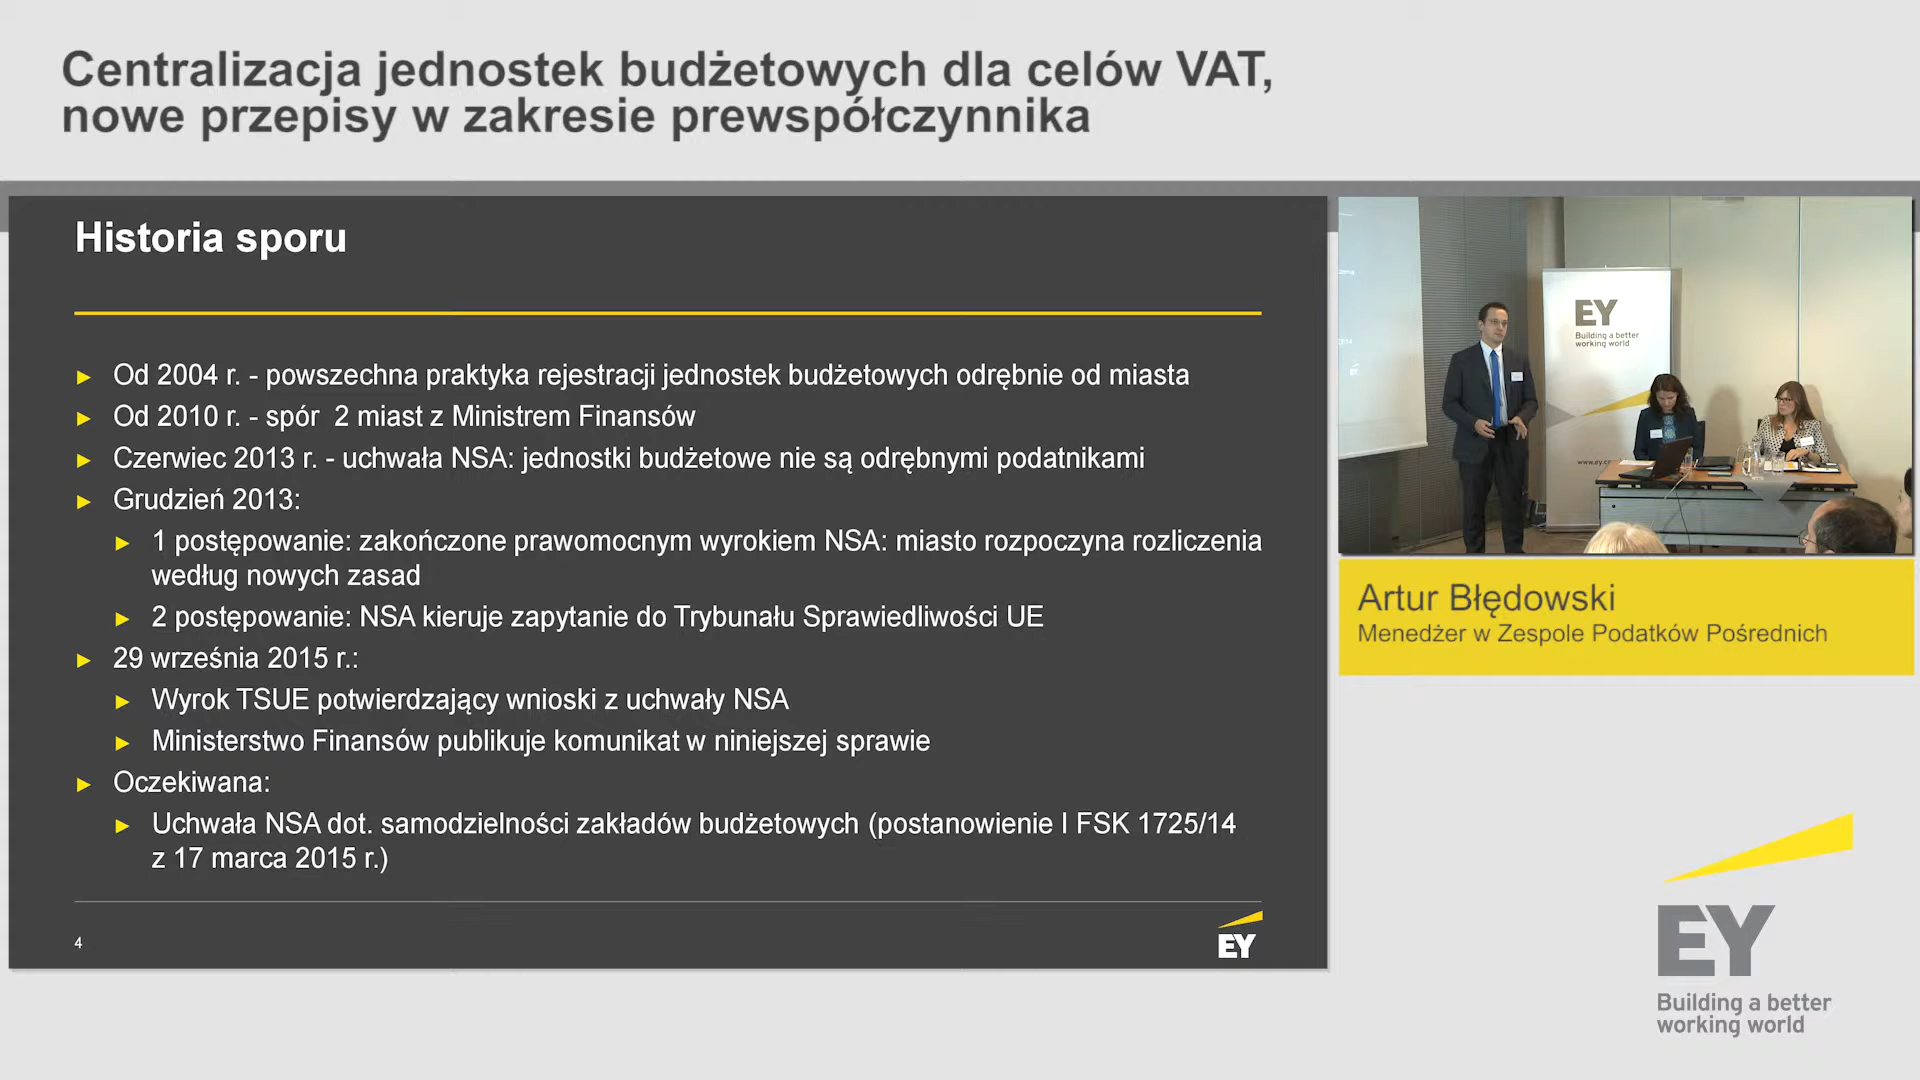 Centralizacja jednostek budżetowych dla celów VAT,
nowe przepisy w zakresie prewspółczynnika
Historia sporu
► Od 2004 r. - powszechna praktyka rejestracji jednostek budżetowych odrębnie od miasta
► Od 2010 r. - spór 2 miast z Ministrem Finansów
► Czerwiec 2013 r. - uchwała NSA: jednostki budżetowe nie są odrębnymi podatnikami
► Grudzień 2013:
► 1 postępowanie: zakończone prawomocnym wyrokiem NSA: miasto rozpoczyna rozliczenia
według nowych zasad
► 2 postępowanie: NSA kieruje zapytanie do Trybunału Sprawiedliwości UE
► 29 września 2015 r.:
► Wyrok TSUE potwierdzający wnioski z uchwały NSA
► Ministerstwo Finansów publikuje komunikat w niniejszej sprawie
► Oczekiwana:
► Uchwała NSA dot. samodzielności zakładów budżetowych (postanowienie I FSK 1725/14
z 17 marca 2015 r.)
4
EY
EY
Building a better
working world
Artur Błędowski
Menedżer w Zespole Podatków Pośrednich
EY
Building a better
working world